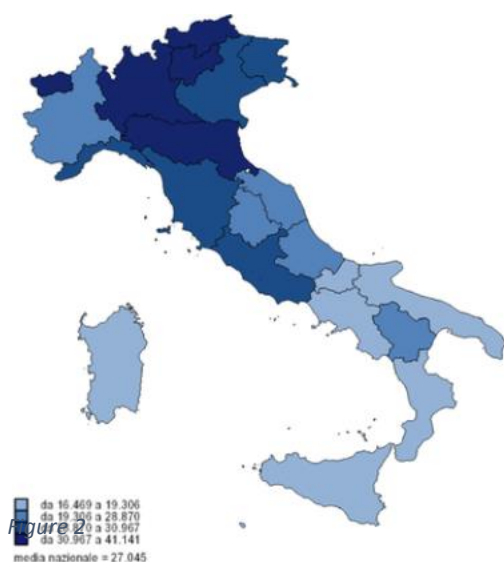 da 16.469 a 19.306
da 19.306 a 28.870
Figure 2
870 a 30.967
da 30.967 a 41.141
media nazionale = 27.045